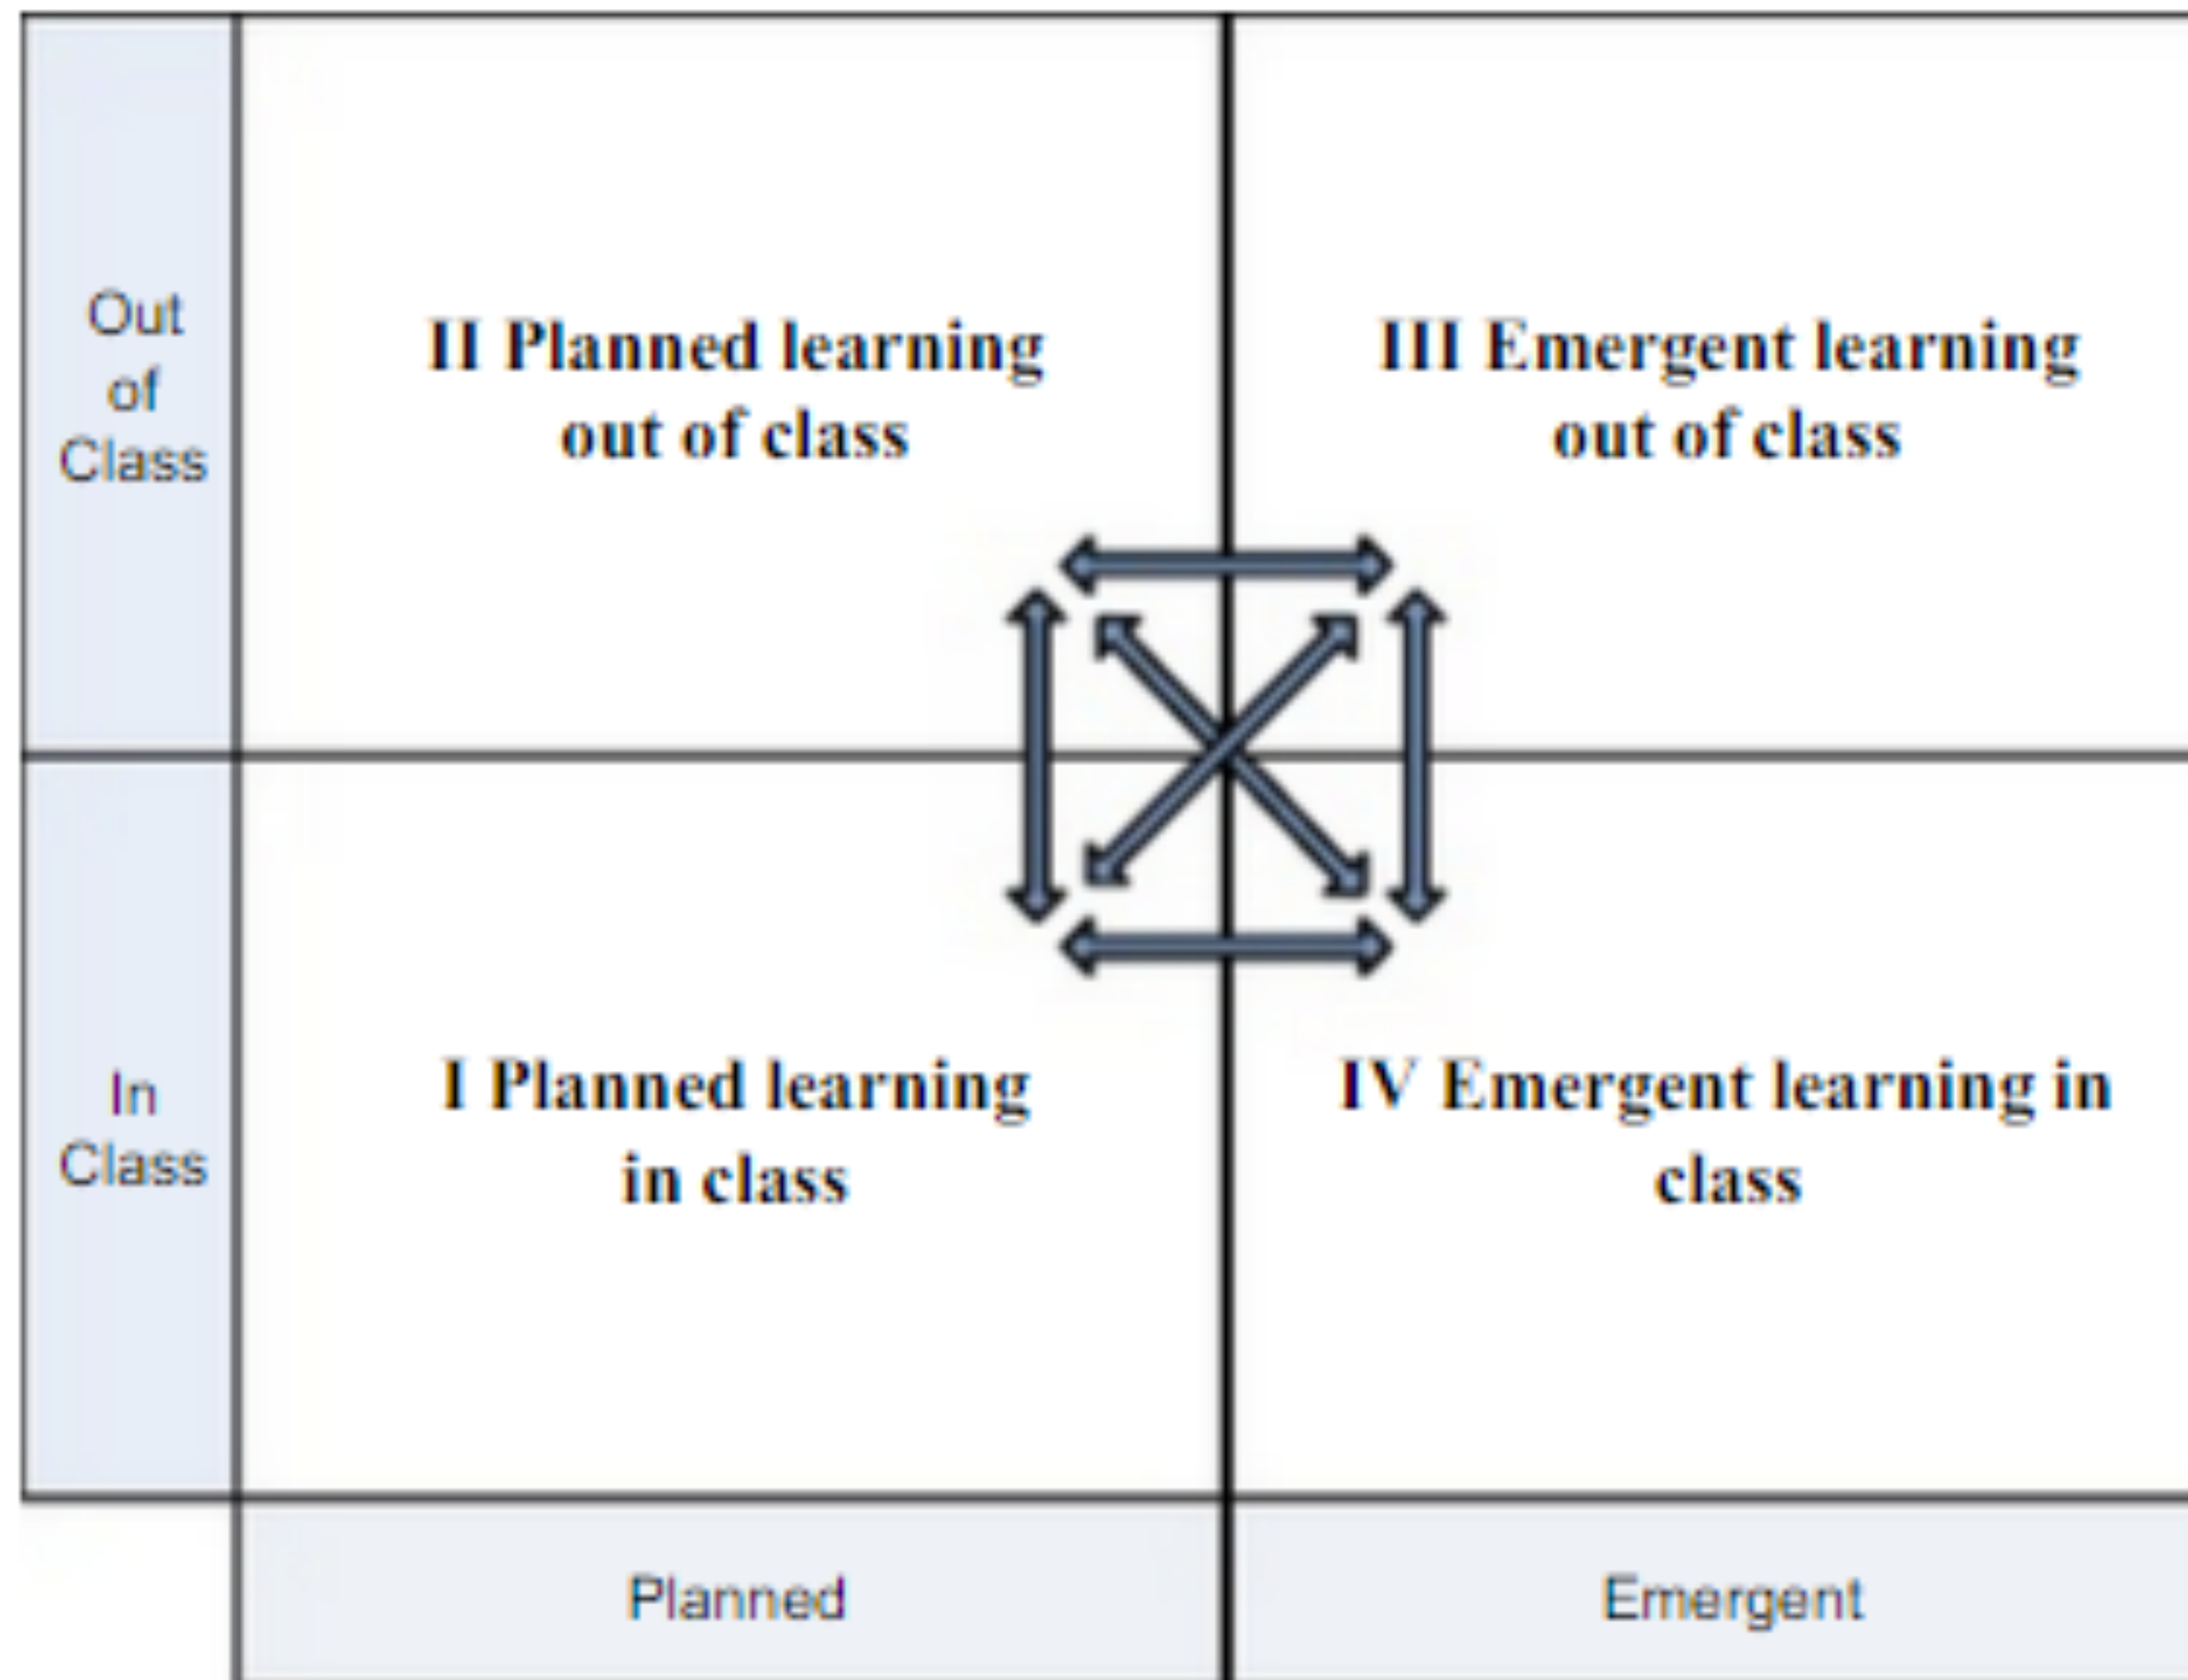 Out
of
Class
II Planned learning
out of class
III Emergent learning
out of class
In
Class
I Planned learning
in class
IV Emergent learning in
class
Planned
Emergent